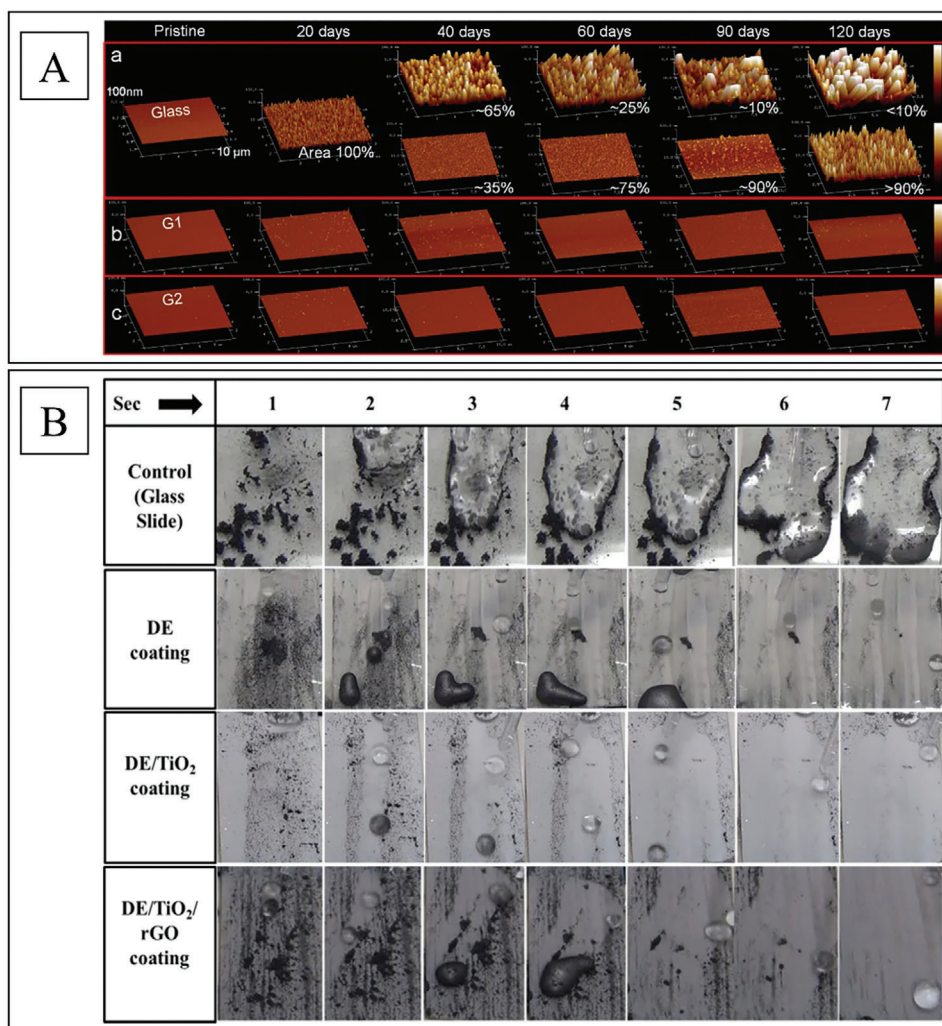 A
Pristine 20 days 40 days 60 days 90 days 120 days
a
100nm
Glass
10 µm
Area 100%
~65% ~25% ~10% <10%
~35% ~75% ~90% >90%
b G1
c G2
B
Sec 1 2 3 4 5 6 7
Control
(Glass
Slide)
DE
coating
DE/TiO₂
coating
DE/TiO₂/
rGO
coating